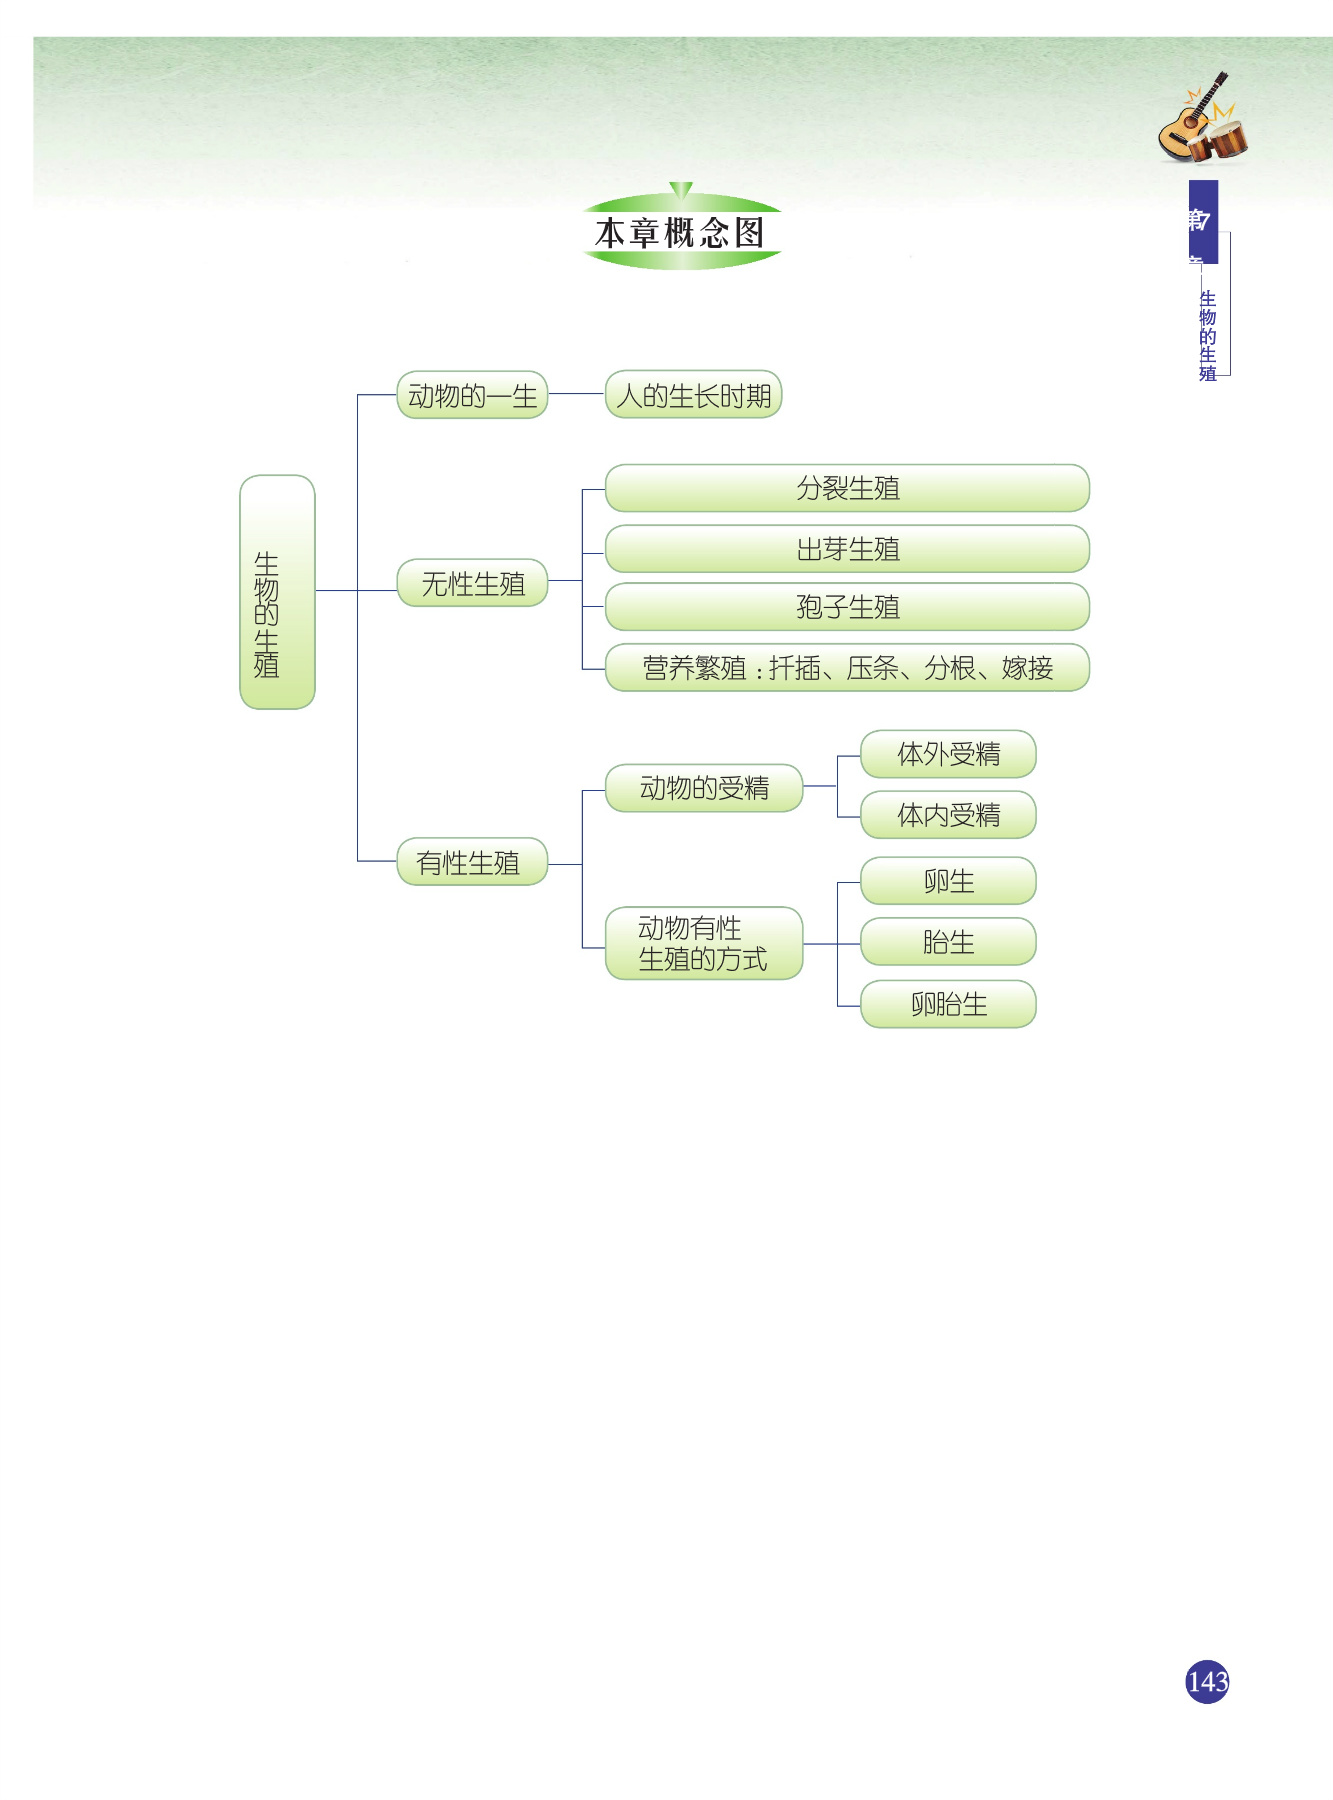 本章概念图
第7章
生物的生殖
生物的生殖
动物的一生
人的生长时期
无性生殖
分裂生殖
出芽生殖
孢子生殖
营养繁殖：扦插、压条、分根、嫁接
有性生殖
动物的受精
体外受精
体内受精
动物有性
生殖的方式
卵生
胎生
卵胎生
143